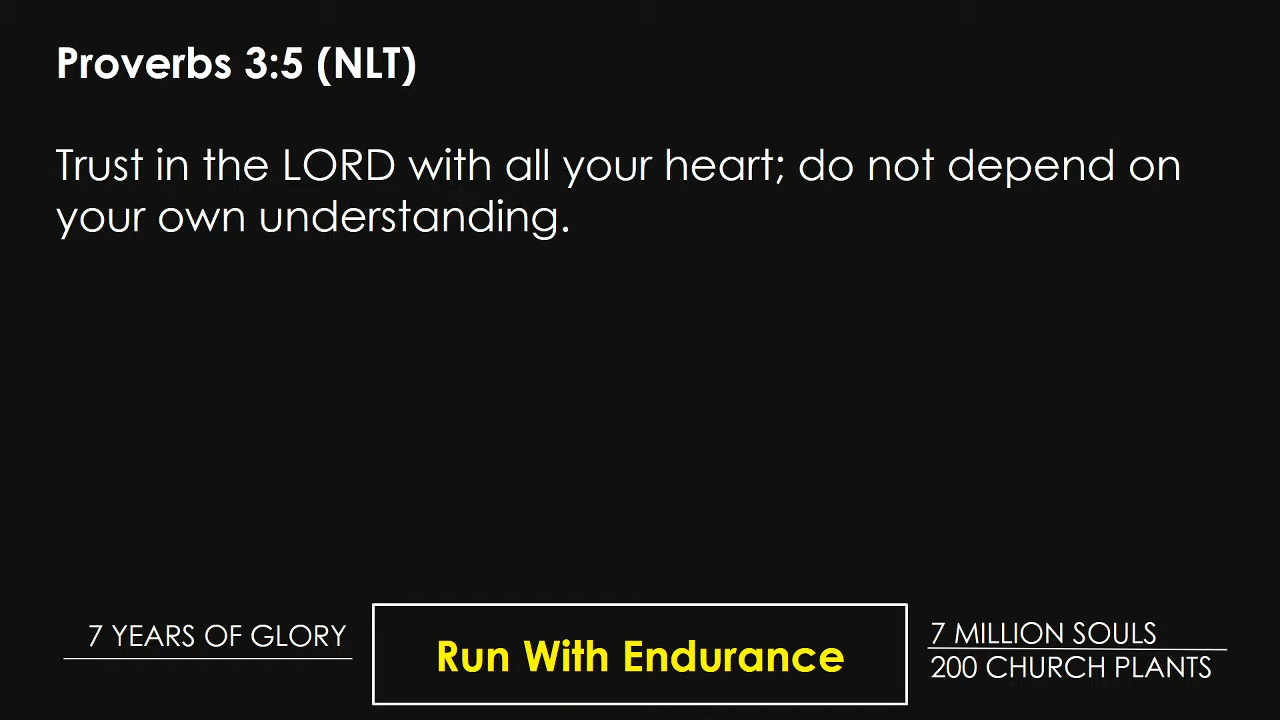 Proverbs 3:5 (NLT)
Trust in the LORD with all your heart; do not depend on
your own understanding.
7 YEARS OF GLORY
Run With Endurance
7 MILLION SOULS
200 CHURCH PLANTS